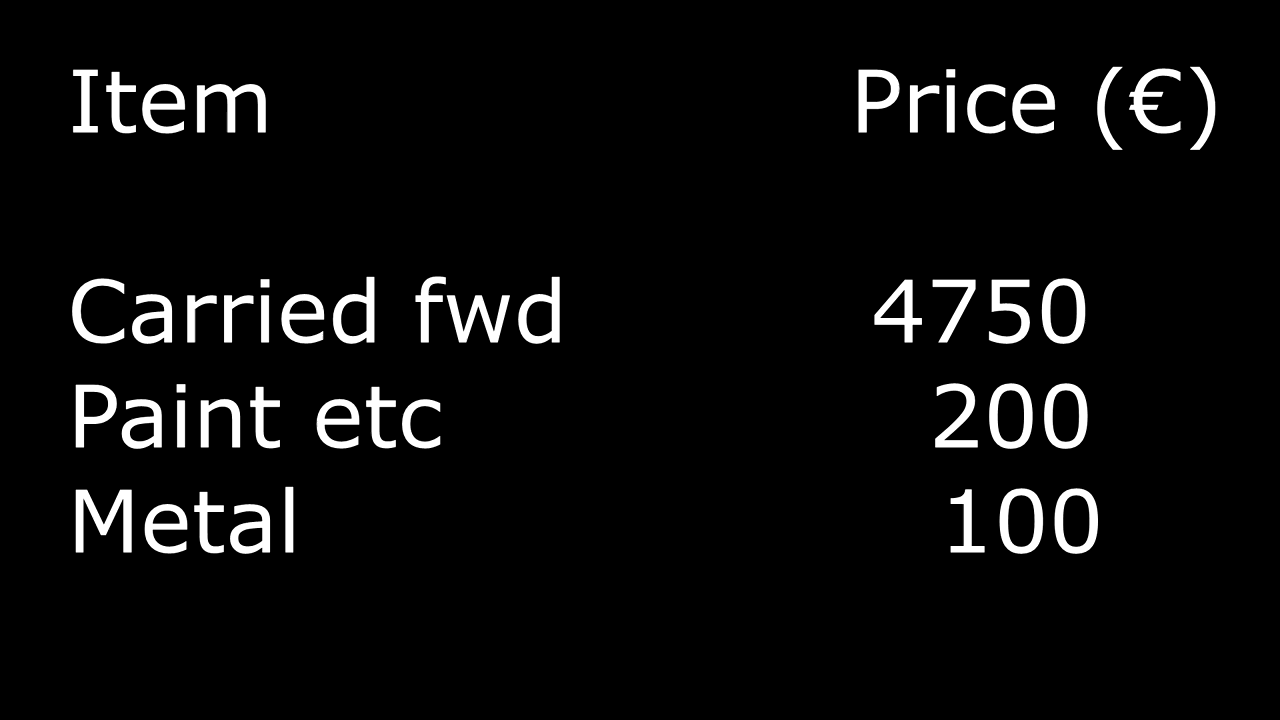 Item Price (€)
Carried fwd 4750
Paint etc 200
Metal 100